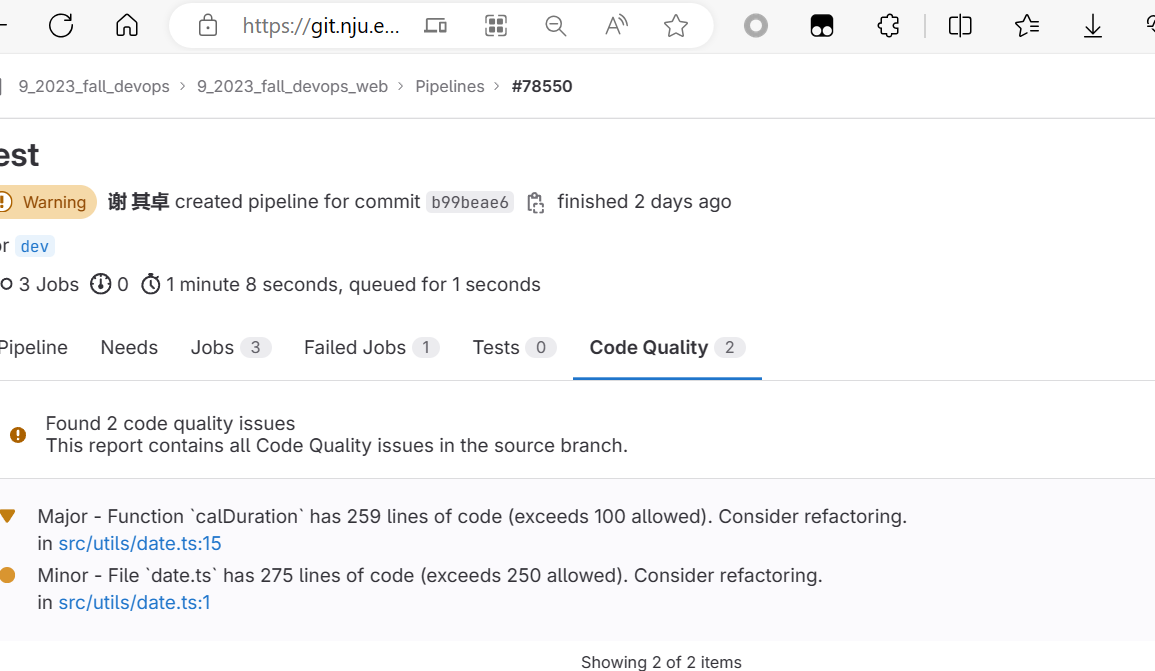 https://git.nju.e...
9_2023_fall_devops > 9_2023_fall_devops_web > Pipelines > #78550
est
Warning 谢 其卓 created pipeline for commit b99beae6 finished 2 days ago
or dev
3 Jobs 0 1 minute 8 seconds, queued for 1 seconds
Pipeline Needs Jobs 3 Failed Jobs 1 Tests 0 Code Quality 2
Found 2 code quality issues
This report contains all Code Quality issues in the source branch.
Major - Function `calDuration` has 259 lines of code (exceeds 100 allowed). Consider refactoring.
in src/utils/date.ts:15
Minor - File `date.ts` has 275 lines of code (exceeds 250 allowed). Consider refactoring.
in src/utils/date.ts:1
Showing 2 of 2 items